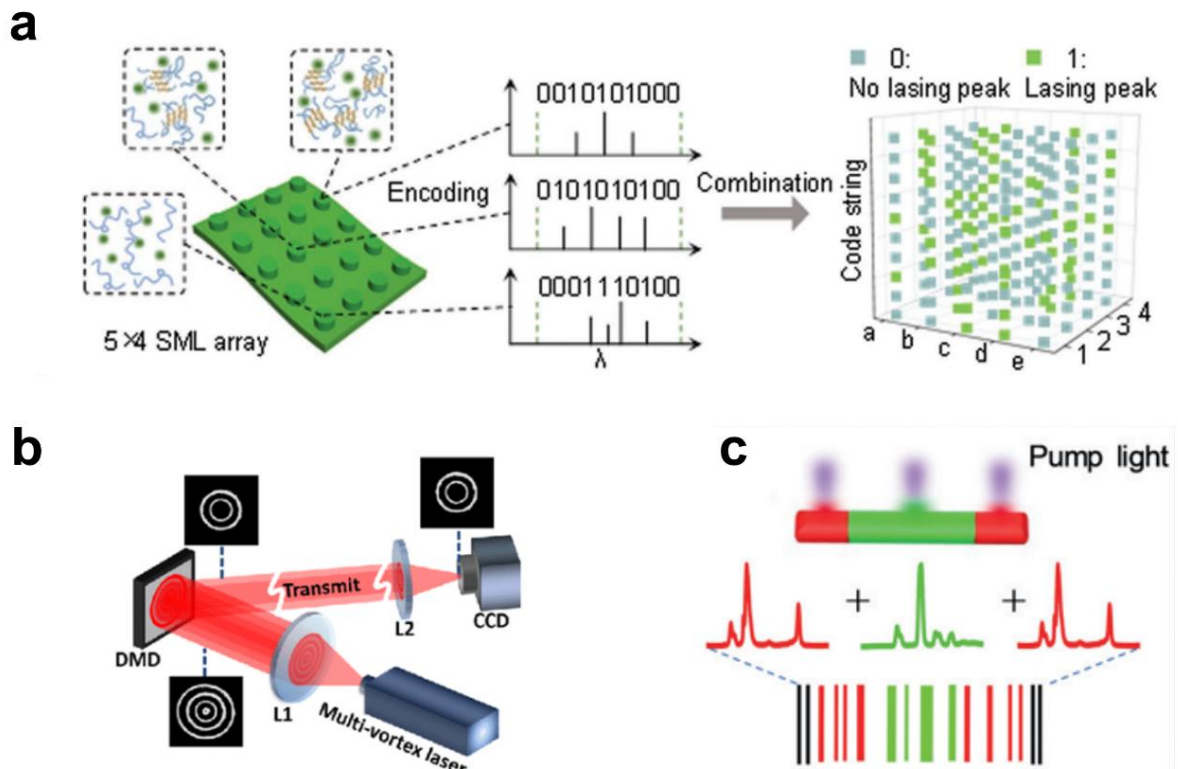 a
5×4 SML array
Encoding
0010101000
0101010100
0001110100
λ
Combination
0:
No lasing peak
1:
Lasing peak
Code string
a b c d e
1 2 3 4
b
DMD
Transmit
L2
CCD
L1
Multi-vortex laser
c
Pump light
+ +